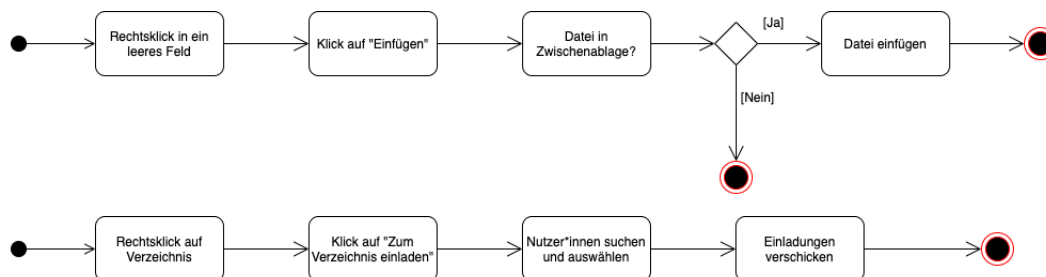 Rechtsklick in ein
leeres Feld
Klick auf "Einfügen"
Datei in
Zwischenablage?
[Ja]
Datei einfügen
[Nein]
Rechtsklick auf
Verzeichnis
Klick auf "Zum
Verzeichnis einladen"
Nutzer*innen suchen
und auswählen
Einladungen
verschicken